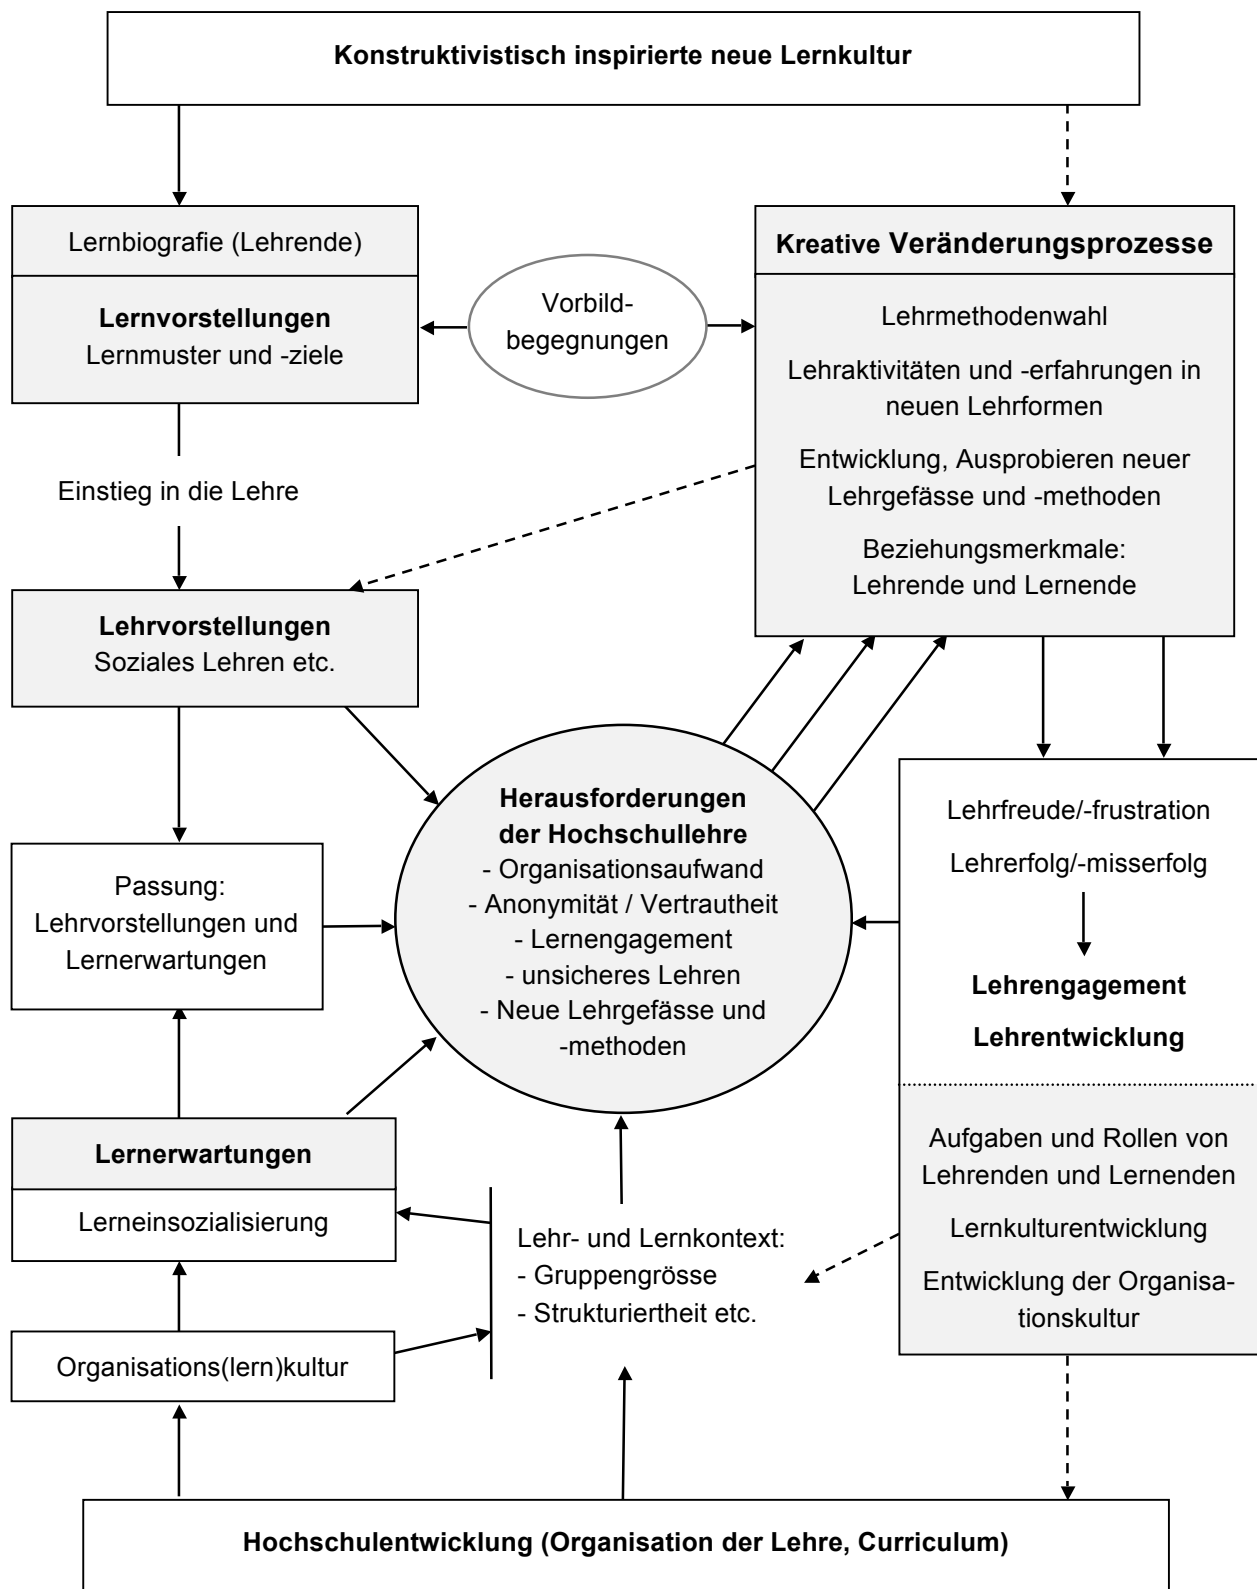 Konstruktivistisch inspirierte neue Lernkultur
Lernbiografie (Lehrende)
Lernvorstellungen
Lernmuster und -ziele
Vorbild-
begegnungen
Kreative Veränderungsprozesse
Lehrmethodenwahl
Lehraktivitäten und -erfahrungen in
neuen Lehrformen
Entwicklung, Ausprobieren neuer
Lehrgefässe und -methoden
Beziehungsmerkmale:
Lehrende und Lernende
Einstieg in die Lehre
Lehrvorstellungen
Soziales Lehren etc.
Herausforderungen
der Hochschullehre
- Organisationsaufwand
- Anonymität / Vertrautheit
- Lernengagement
- unsicheres Lehren
- Neue Lehrgefässe und
-methoden
Passung:
Lehrvorstellungen und
Lernerwartungen
Lehrfreude/-frustration
Lehrerfolg/-misserfolg
Lehrengagement
Lehrentwicklung
Aufgaben und Rollen von
Lehrenden und Lernenden
Lernkulturentwicklung
Entwicklung der Organisa-
tionskultur
Lernerwartungen
Lerneinsozialisierung
Lehr- und Lernkontext:
- Gruppengrösse
- Strukturiertheit etc.
Organisations(lern)kultur
Hochschulentwicklung (Organisation der Lehre, Curriculum)